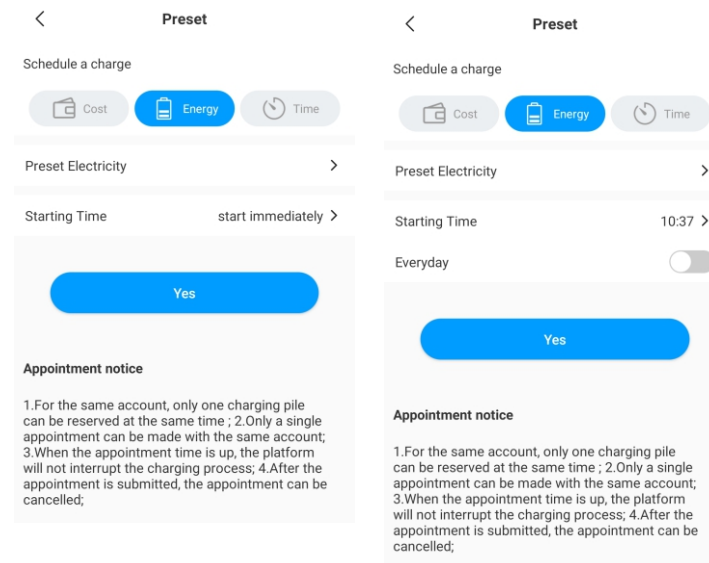 Preset
Schedule a charge
Cost
Energy
Time
Preset Electricity
Starting Time
start immediately
Yes
Appointment notice
1.For the same account, only one charging pile
can be reserved at the same time ; 2.Only a single
appointment can be made with the same account;
3.When the appointment time is up, the platform
will not interrupt the charging process; 4.After the
appointment is submitted, the appointment can be
cancelled;
Preset
Schedule a charge
Cost
Energy
Time
Preset Electricity
Starting Time
10:37
Everyday
Yes
Appointment notice
1.For the same account, only one charging pile
can be reserved at the same time ; 2.Only a single
appointment can be made with the same account;
3.When the appointment time is up, the platform
will not interrupt the charging process; 4.After the
appointment is submitted, the appointment can be
cancelled;